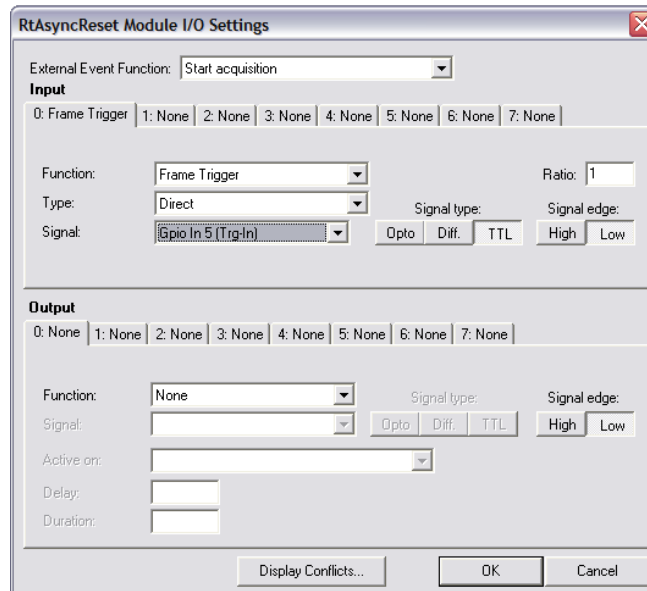 RtAsyncReset Module I/O Settings
External Event Function: Start acquisition
Input
0: Frame Trigger 1: None 2: None 3: None 4: None 5: None 6: None 7: None
Function: Frame Trigger Ratio: 1
Type: Direct Signal type: Signal edge:
Signal: Gpio In 5 (Trg-In) Opto Diff. TTL High Low
Output
0: None 1: None 2: None 3: None 4: None 5: None 6: None 7: None
Function: None Signal type: Signal edge:
Signal: Opto Diff. TTL High Low
Active on:
Delay:
Duration:
Display Conflicts... OK Cancel